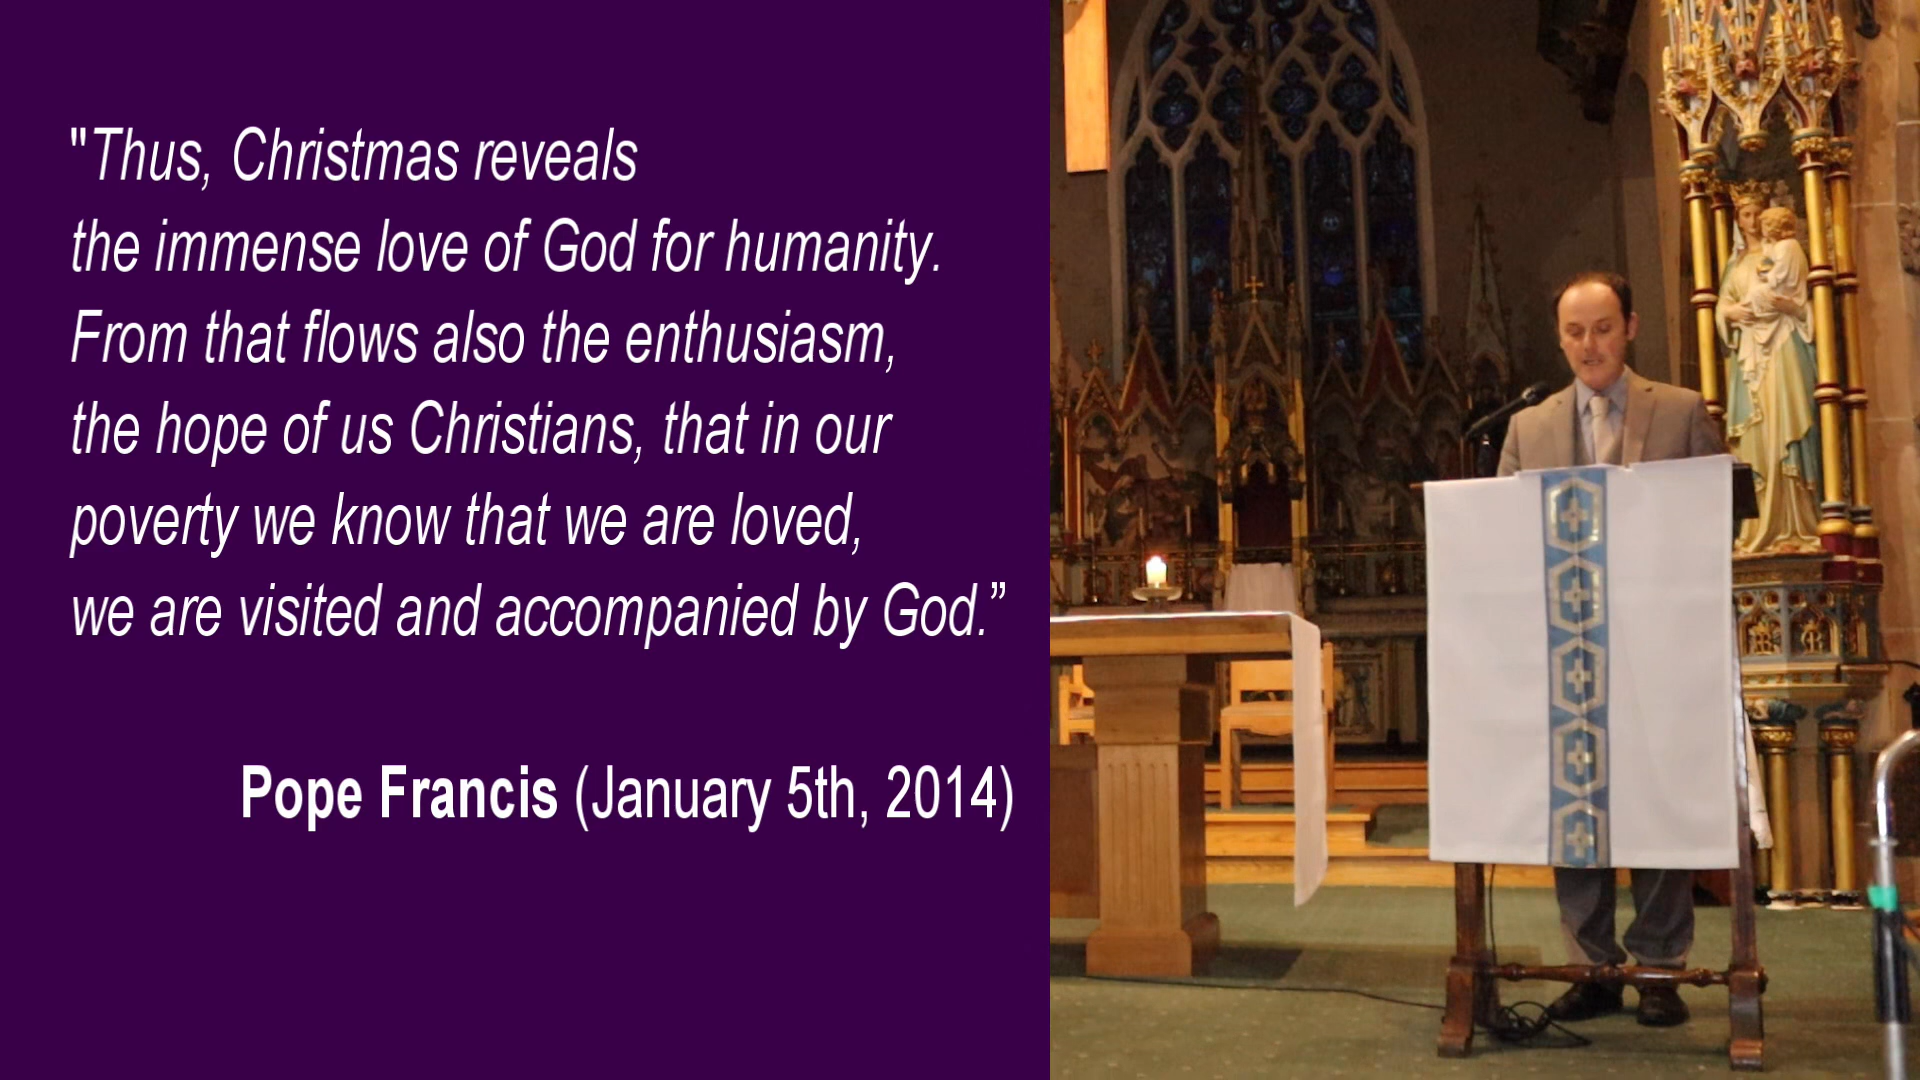 "Thus, Christmas reveals
the immense love of God for humanity.
From that flows also the enthusiasm,
the hope of us Christians, that in our
poverty we know that we are loved,
we are visited and accompanied by God.”
Pope Francis (January 5th, 2014)